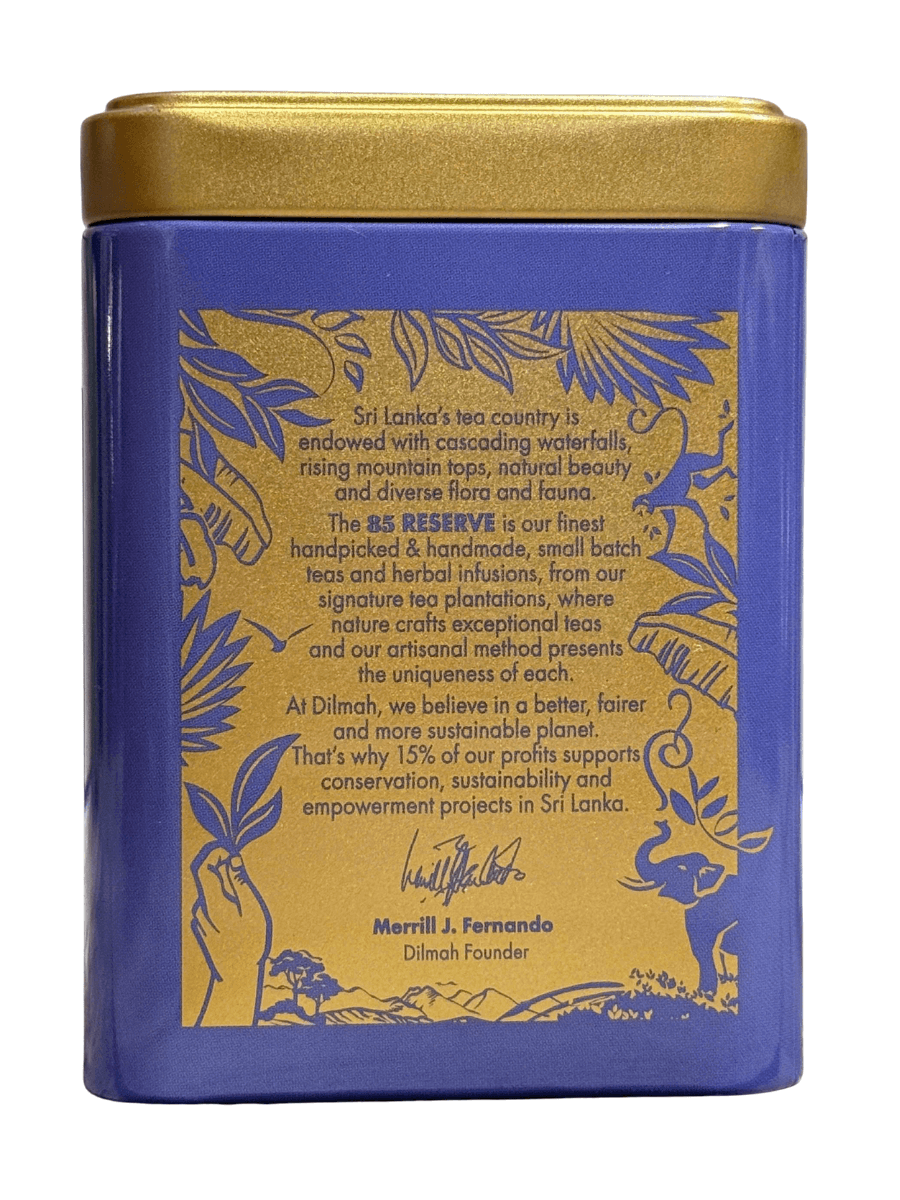 Sri Lanka's tea country is
endowed with cascading waterfalls,
rising mountain tops, natural beauty
and diverse flora and fauna.
The 85 RESERVE is our finest
handpicked & handmade, small batch
teas and herbal infusions, from our
signature tea plantations, where
nature crafts exceptional teas
and our artisanal method presents
the uniqueness of each.
At Dilmah, we believe in a better, fairer
and more sustainable planet.
That's why 15% of our profits supports
conservation, sustainability and
empowerment projects in Sri Lanka.
Merrill J. Fernando
Dilmah Founder